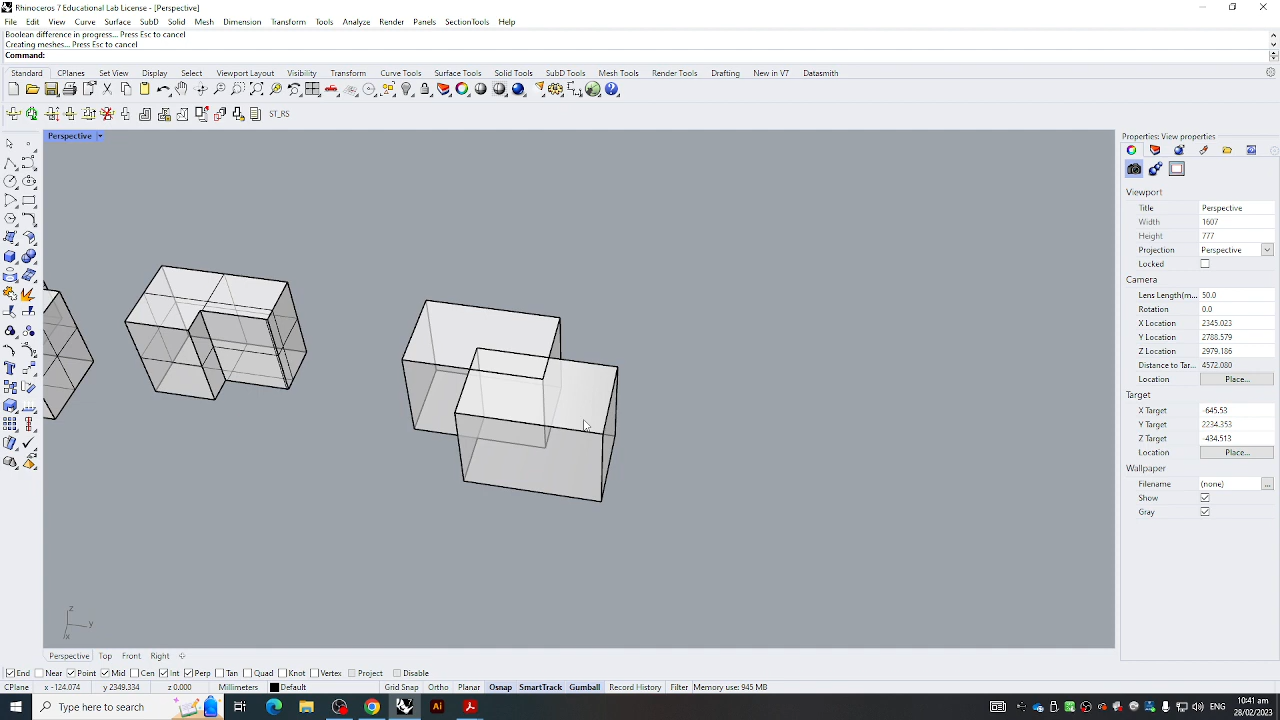 Rhinoceros 7 Educational Lab License - [Perspective]
File Edit View Curve Surface SubD Solid Mesh Dimension Transform Tools Analyze Render Panels SectionTools Help
Boolean difference in progress... Press Esc to cancel
Creating meshes... Press Esc to cancel
Command:
Standard CPlanes Set View Display Select Viewport Layout Visibility Transform Curve Tools Surface Tools Solid Tools SubD Tools Mesh Tools Render Tools Drafting New in V7 Datasmith
ST_RS
Perspective
Properties: View properties
Viewport
Title Perspective
Width 1607
Height 777
Projection Perspective
Locked
Camera
Lens Length(m... 50.0
Rotation 0.0
X Location 2345.023
Y Location 2788.579
Z Location 2979.186
Distance to Tar... 4572.080
Location Place...
Target
X Target -645.53
Y Target 2234.353
Z Target -434.513
Location Place...
Wallpaper
Filename (none) ...
Show
Gray
z
y
x
Perspective Top Front Right
End Near Point Mid Cen Int Perp Tan Quad Knot Vertex Project Disable
CPlane x -124.074 y 2349.334 z 0.000 Millimeters Default Grid Snap Ortho Planar Osnap SmartTrack Gumball Record History Filter Memory use: 945 MB
Type here to search
Ai
ENG
10:41 am
28/02/2023